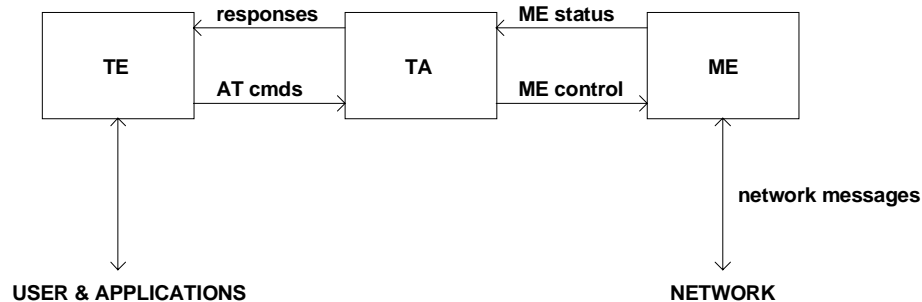 responses
ME status
TE
TA
ME
AT cmds
ME control
network messages
USER & APPLICATIONS
NETWORK